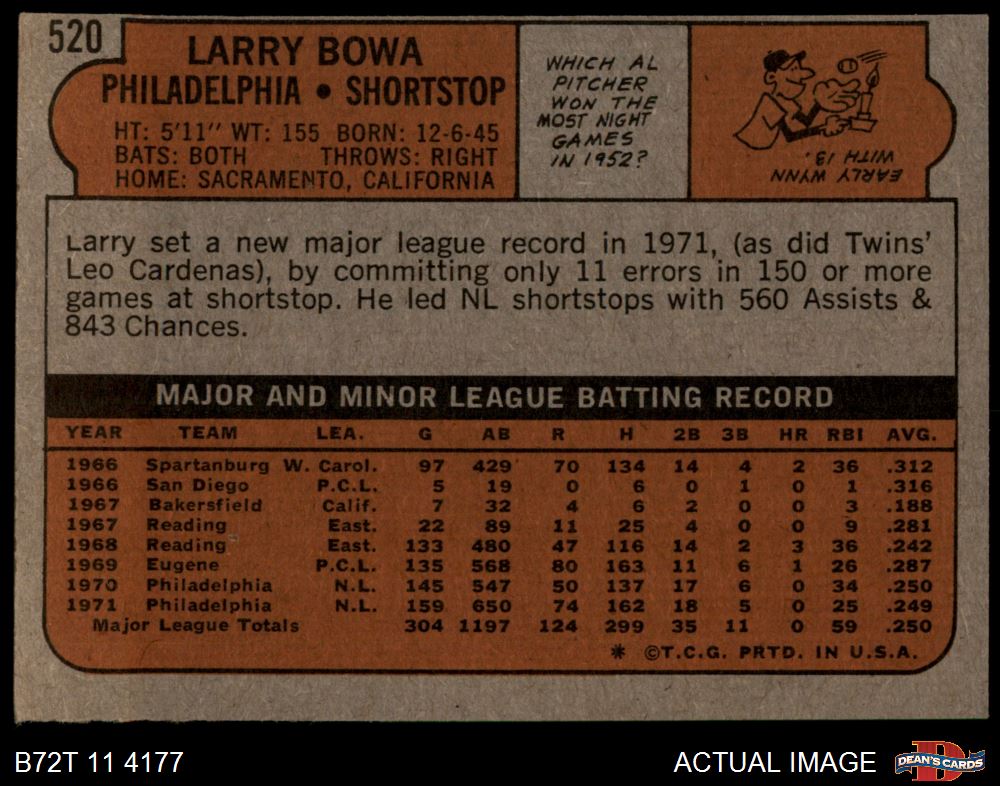 520
LARRY BOWA
PHILADELPHIA • SHORTSTOP
HT: 5'11" WT: 155 BORN: 12-6-45
BATS: BOTH THROWS: RIGHT
HOME: SACRAMENTO, CALIFORNIA
WHICH AL
PITCHER
WON THE
MOST NIGHT
GAMES
IN 1952?
EARLY WYNN
WITH 13.
Larry set a new major league record in 1971, (as did Twins'
Leo Cardenas), by committing only 11 errors in 150 or more
games at shortstop. He led NL shortstops with 560 Assists &
843 Chances.
MAJOR AND MINOR LEAGUE BATTING RECORD
YEAR TEAM LEA. G AB R H 2B 3B HR RBI AVG.
1966 Spartanburg W. Carol. 97 429 70 134 14 4 2 36 .312
1966 San Diego P.C.L. 5 19 0 6 0 1 0 1 .316
1967 Bakersfield Calif. 7 32 4 6 2 0 0 3 .188
1967 Reading East. 22 89 11 25 4 0 0 9 .281
1968 Reading East. 133 480 47 116 14 2 3 36 .242
1969 Eugene P.C.L. 135 568 80 163 11 6 1 26 .287
1970 Philadelphia N.L. 145 547 50 137 17 6 0 34 .250
1971 Philadelphia N.L. 159 650 74 162 18 5 0 25 .249
Major League Totals 304 1197 124 299 35 11 0 59 .250
* ©T.C.G. PRTD. IN U.S.A.
B72T 11 4177
ACTUAL IMAGE
D
DEAN'S CARDS